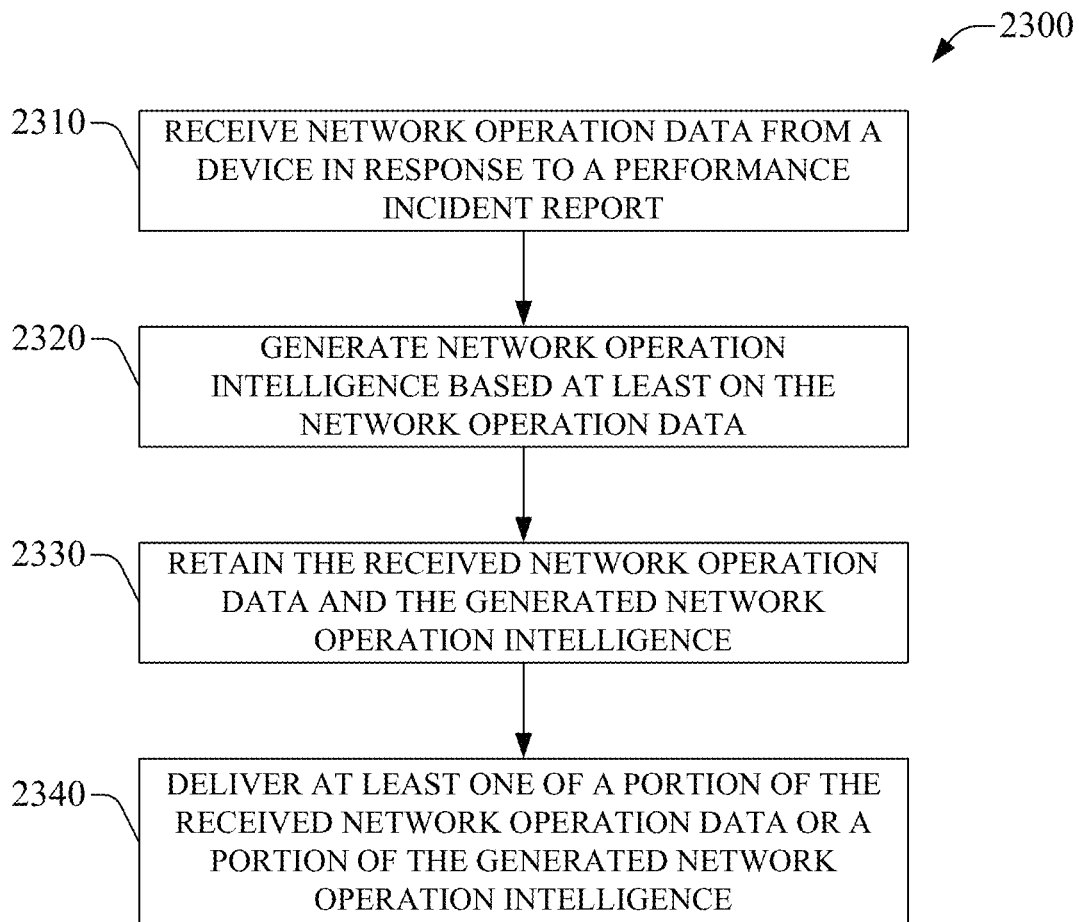 2300
2310
RECEIVE NETWORK OPERATION DATA FROM A
DEVICE IN RESPONSE TO A PERFORMANCE
INCIDENT REPORT
2320
GENERATE NETWORK OPERATION
INTELLIGENCE BASED AT LEAST ON THE
NETWORK OPERATION DATA
2330
RETAIN THE RECEIVED NETWORK OPERATION
DATA AND THE GENERATED NETWORK
OPERATION INTELLIGENCE
2340
DELIVER AT LEAST ONE OF A PORTION OF THE
RECEIVED NETWORK OPERATION DATA OR A
PORTION OF THE GENERATED NETWORK
OPERATION INTELLIGENCE